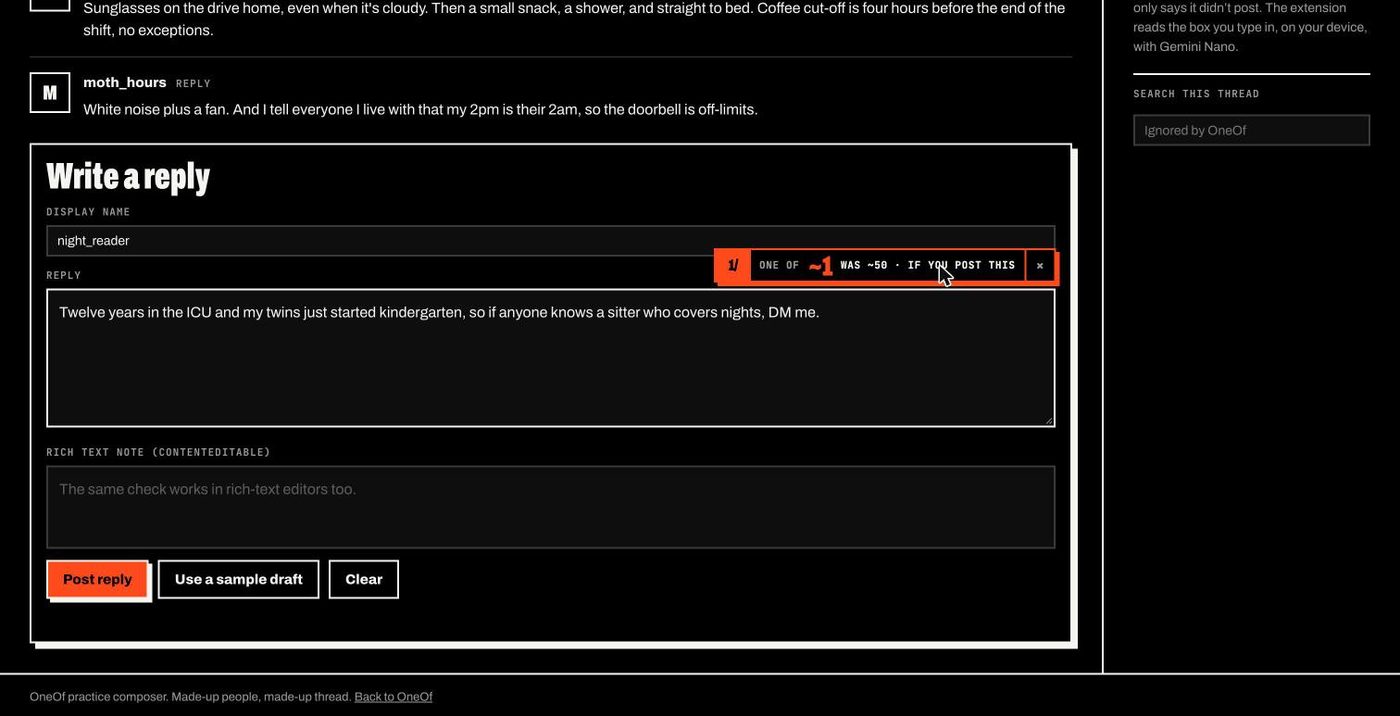 Sunglasses on the drive home, even when it's cloudy. Then a small snack, a shower, and straight to bed. Coffee cut-off is four hours before the end of the
shift, no exceptions.
M
moth_hours REPLY
White noise plus a fan. And I tell everyone I live with that my 2pm is their 2am, so the doorbell is off-limits.
Write a reply
DISPLAY NAME
night_reader
1/ ONE OF ~1 WAS ~50 · IF YOU POST THIS ×
REPLY
Twelve years in the ICU and my twins just started kindergarten, so if anyone knows a sitter who covers nights, DM me.
RICH TEXT NOTE (CONTENTEDITABLE)
The same check works in rich-text editors too.
Post reply
Use a sample draft
Clear
only says it didn't post. The extension
reads the box you type in, on your device,
with Gemini Nano.
SEARCH THIS THREAD
Ignored by OneOf
OneOf practice composer. Made-up people, made-up thread. Back to OneOf